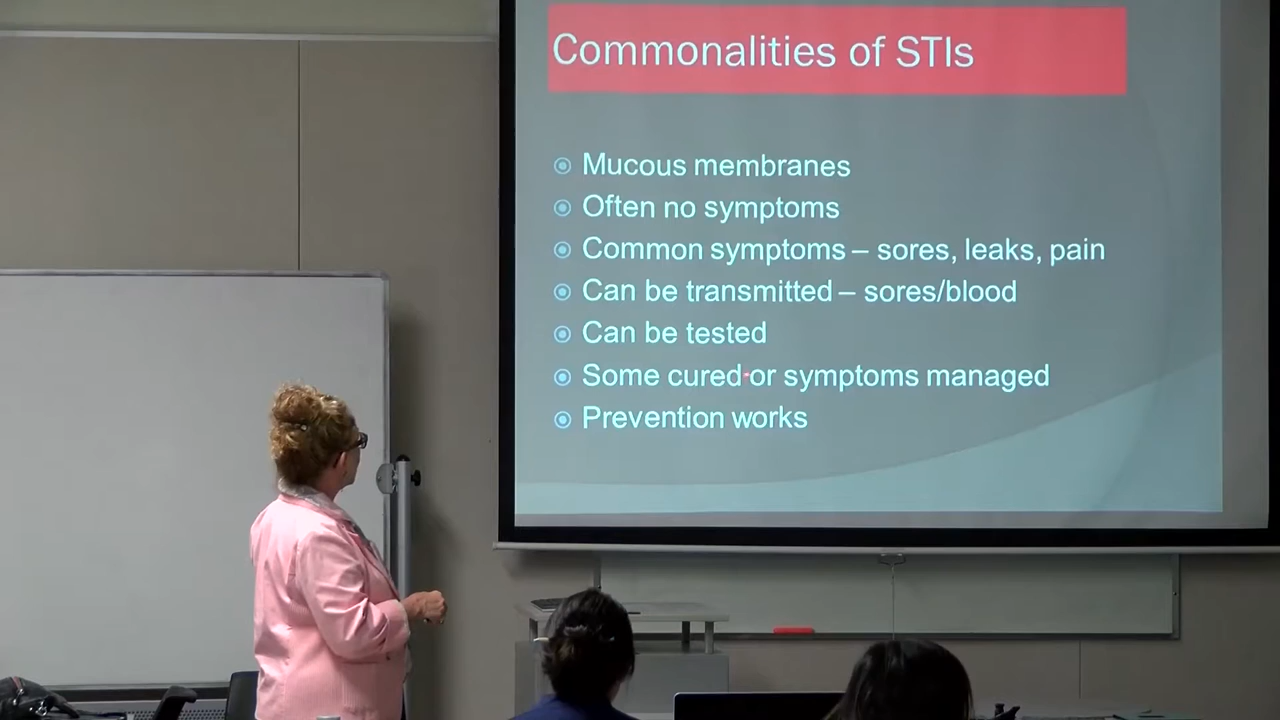 Commonalities of STIs
Mucous membranes
Often no symptoms
Common symptoms – sores, leaks, pain
Can be transmitted – sores/blood
Can be tested
Some cured or symptoms managed
Prevention works